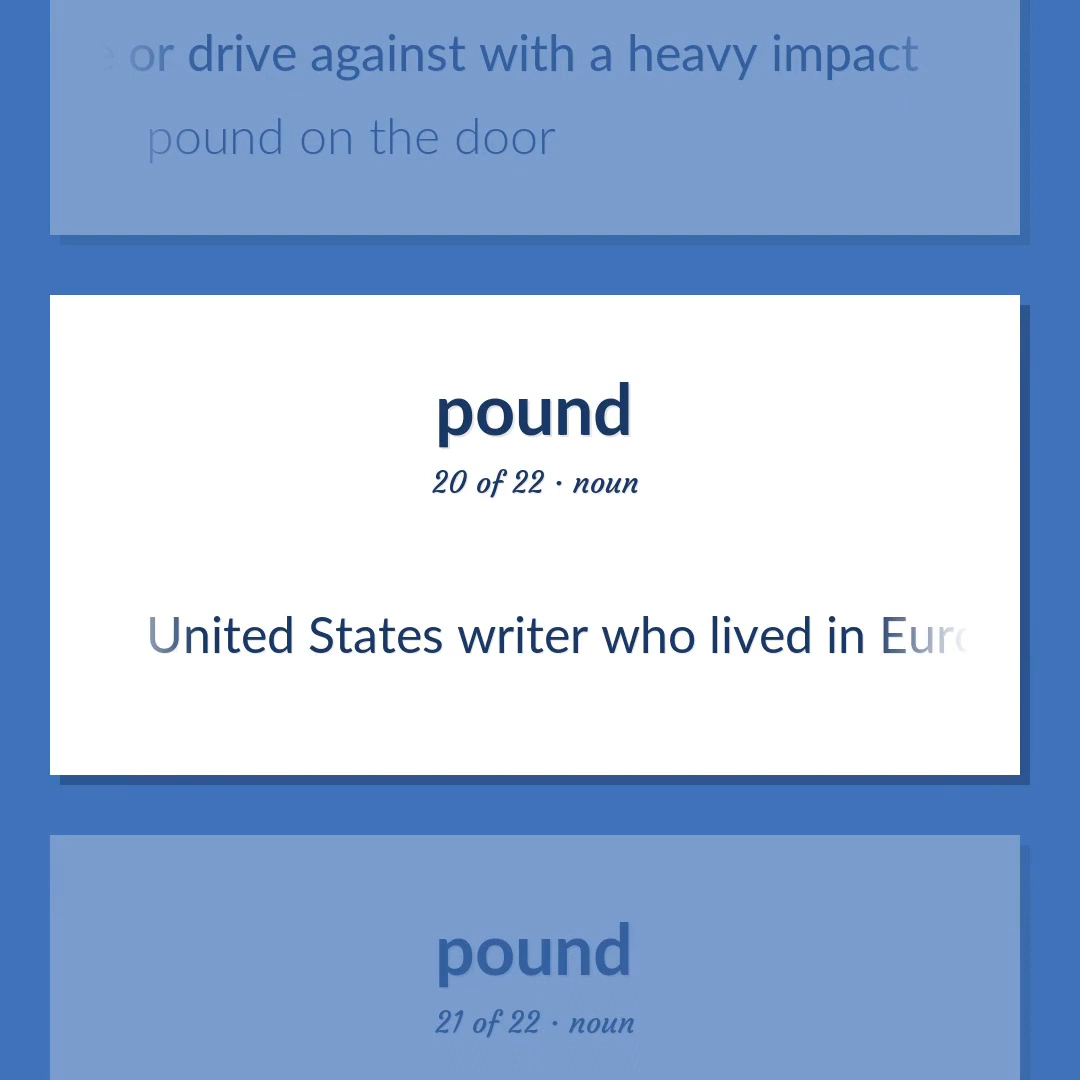 or drive against with a heavy impact
pound on the door
pound
20 of 22 · noun
United States writer who lived in
pound
21 of 22 · noun